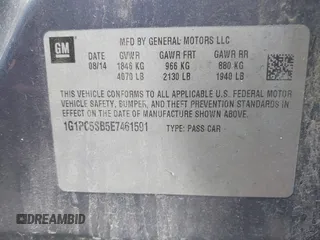 GM
MFD BY GENERAL MOTORS LLC
DATE GVWR GAWR FRT GAWR RR
08/14 1846 KG 966 KG 880 KG
4070 LB 2130 LB 1940 LB
THIS VEHICLE CONFORMS TO ALL APPLICABLE U.S. FEDERAL MOTOR
VEHICLE SAFETY, BUMPER, AND THEFT PREVENTION STANDARDS
IN EFFECT ON THE DATE OF MANUFACTURE SHOWN ABOVE.
1G1PC5SB5E7461591 TYPE: PASS CAR
DREAMBID